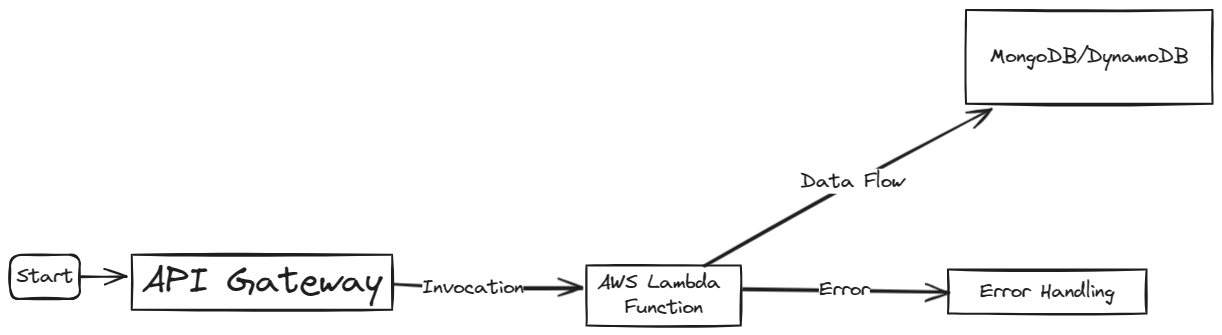 MongoDB/DynamoDB
Data Flow
Start
API Gateway
Invocation
AWS Lambda
Function
Error
Error Handling